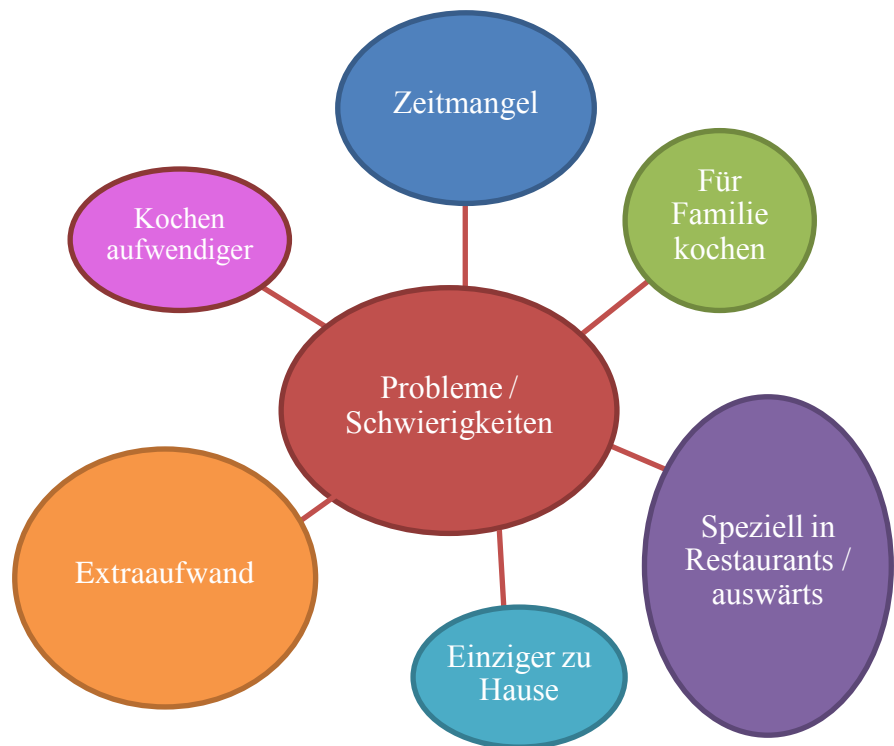 Zeitmangel
Für
Familie
kochen
Kochen
aufwendiger
Probleme /
Schwierigkeiten
Speziell in
Restaurants /
auswärts
Extraaufwand
Einziger zu
Hause